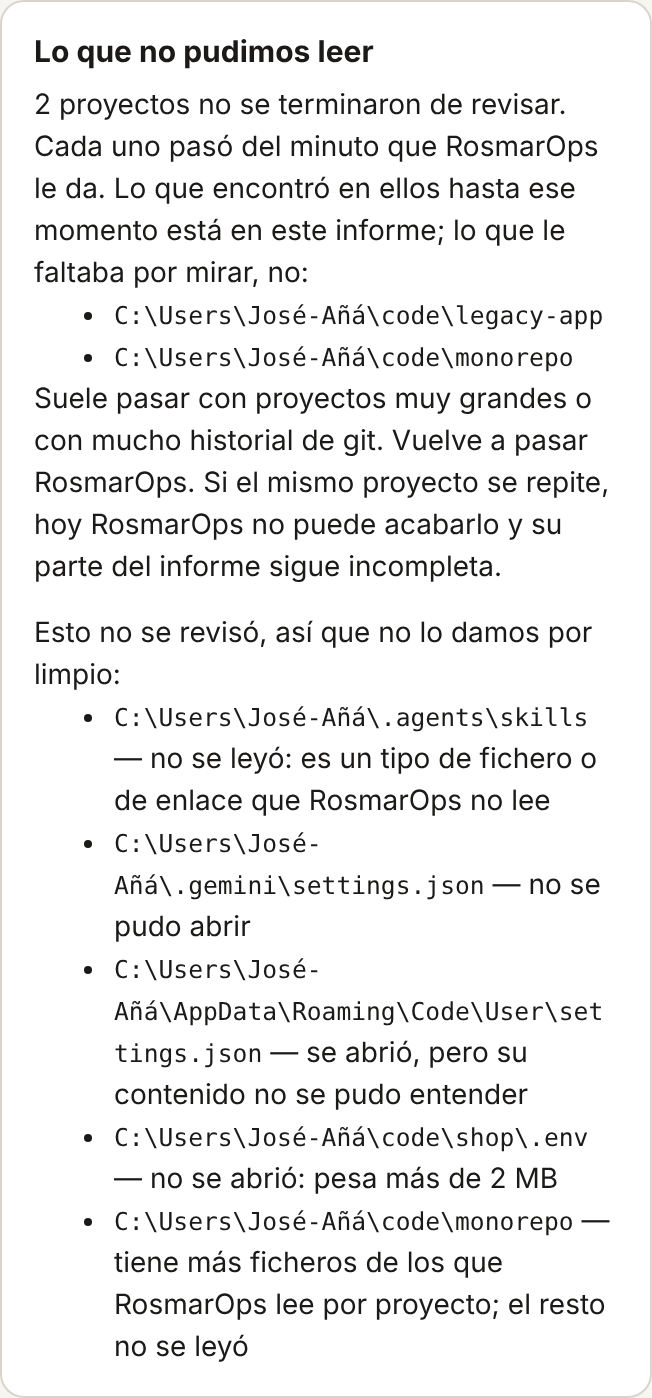 Lo que no pudimos leer
2 proyectos no se terminaron de revisar.
Cada uno pasó del minuto que RosmarOps
le da. Lo que encontró en ellos hasta ese
momento está en este informe; lo que le
faltaba por mirar, no:
• C:\Users\José-Añá\code\legacy-app
• C:\Users\José-Añá\code\monorepo
Suele pasar con proyectos muy grandes o
con mucho historial de git. Vuelve a pasar
RosmarOps. Si el mismo proyecto se repite,
hoy RosmarOps no puede acabarlo y su
parte del informe sigue incompleta.
Esto no se revisó, así que no lo damos por
limpio:
• C:\Users\José-Añá\.agents\skills
— no se leyó: es un tipo de fichero o
de enlace que RosmarOps no lee
• C:\Users\José-
Añá\.gemini\settings.json — no se
pudo abrir
• C:\Users\José-
Añá\AppData\Roaming\Code\User\set
tings.json — se abrió, pero su
contenido no se pudo entender
• C:\Users\José-Añá\code\shop\.env
— no se abrió: pesa más de 2 MB
• C:\Users\José-Añá\code\monorepo —
tiene más ficheros de los que
RosmarOps lee por proyecto; el resto
no se leyó